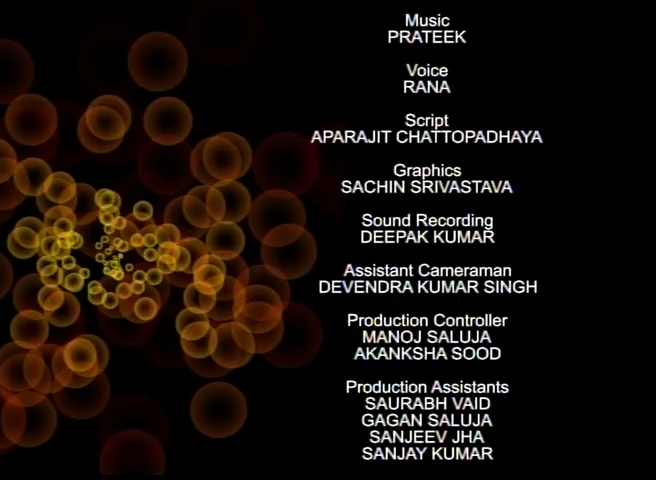 Music
PRATEEK
Voice
RANA
Script
APARAJIT CHATTOPADHAYA
Graphics
SACHIN SRIVASTAVA
Sound Recording
DEEPAK KUMAR
Assistant Cameraman
DEVENDRA KUMAR SINGH
Production Controller
MANOJ SALUJA
AKANKSHA SOOD
Production Assistants
SAURABH VAID
GAGAN SALUJA
SANJEEV JHA
SANJAY KUMAR